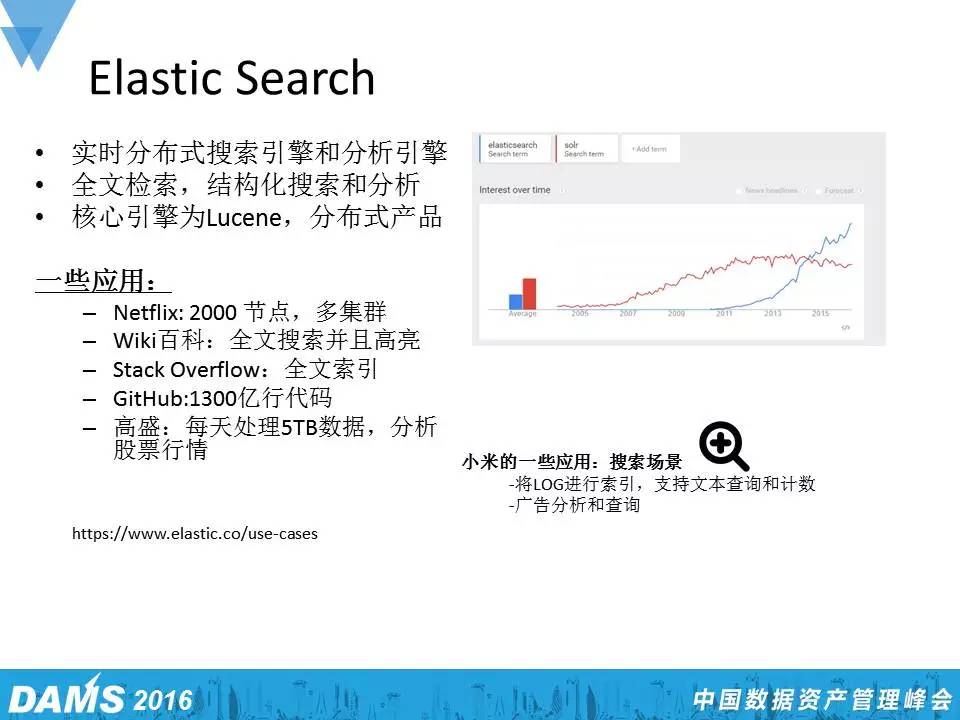 Elastic Search
• 实时分布式搜索引擎和分析引擎
• 全文检索，结构化搜索和分析
• 核心引擎为Lucene，分布式产品
一些应用：
– Netflix: 2000 节点，多集群
– Wiki百科：全文搜索并且高亮
– Stack Overflow：全文索引
– GitHub:1300亿行代码
– 高盛：每天处理5TB数据，分析
股票行情
https://www.elastic.co/use-cases
elasticsearch
Search term
solr
Search term
+Add term
Interest over time
News headlines
Forecast
Average
2005
2007
2009
2011
2013
2015
</>
小米的一些应用：搜索场景
-将LOG进行索引，支持文本查询和计数
-广告分析和查询
DAMS 2016
中国数据资产管理峰会